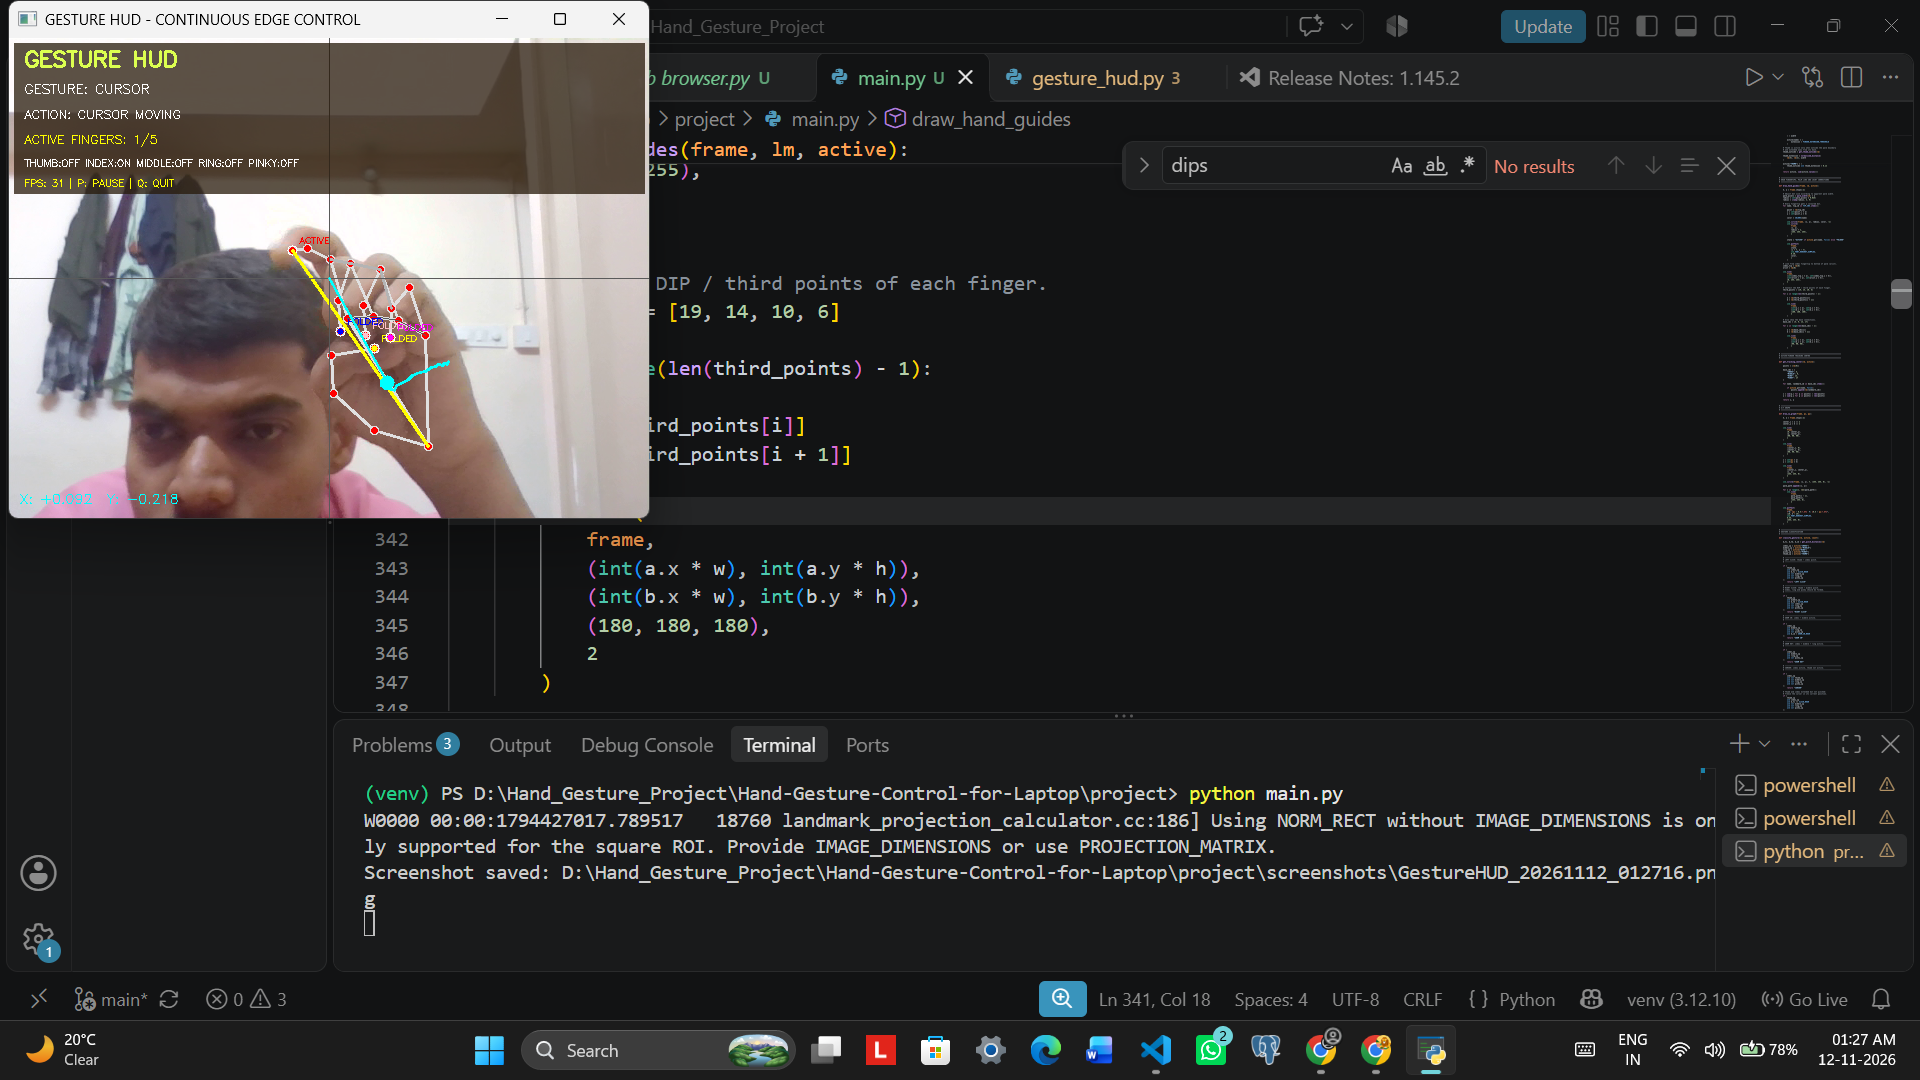 GESTURE HUD - CONTINUOUS EDGE CONTROL
GESTURE HUD
GESTURE: CURSOR
ACTION: CURSOR MOVING
ACTIVE FINGERS: 1/5
THUMB:OFF INDEX:ON MIDDLE:OFF RING:OFF PINKY:OFF
FPS: 31 | P: PAUSE | Q: QUIT
ACTIVE
FOLDED
Hand_Gesture_Project
Update
browser.py U
main.py U
gesture_hud.py 3
Release Notes: 1.145.2
project > main.py > draw_hand_guides
des(frame, lm, active):
255),
dips
Aa ab .*
No results
DIP / third points of each finger.
= [19, 14, 10, 6]
e(len(third_points) - 1):
ird_points[i]]
ird_points[i + 1]]
342 frame,
343 (int(a.x * w), int(a.y * h)),
344 (int(b.x * w), int(b.y * h)),
345 (180, 180, 180),
346 2
347 )
348
Problems 3 Output Debug Console Terminal Ports
(venv) PS D:\Hand_Gesture_Project\Hand-Gesture-Control-for-Laptop\project> python main.py
W0000 00:00:1794427017.789517 18760 landmark_projection_calculator.cc:186] Using NORM_RECT without IMAGE_DIMENSIONS is on
ly supported for the square ROI. Provide IMAGE_DIMENSIONS or use PROJECTION_MATRIX.
Screenshot saved: D:\Hand_Gesture_Project\Hand-Gesture-Control-for-Laptop\project\screenshots\GestureHUD_20261112_012716.pn
g
powershell
powershell
python pr...
1
main* 0 3
Ln 341, Col 18 Spaces: 4 UTF-8 CRLF { } Python venv (3.12.10) Go Live
20°C
Clear
Search
L
2
ENG
IN
78%
01:27 AM
12-11-2026